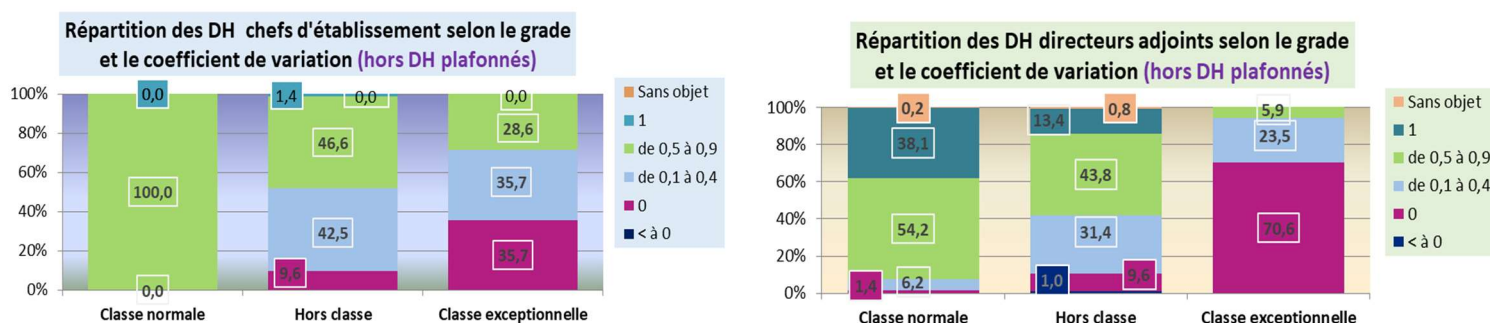 Répartition des DH chefs d'établissement selon le grade
et le coefficient de variation (hors DH plafonnés)
100%
80%
60%
40%
20%
0%
0,0
100,0
0,0
1,4
0,0
46,6
42,5
9,6
0,0
28,6
35,7
35,7
Classe normale
Hors classe
Classe exceptionnelle
Sans objet
1
de 0,5 à 0,9
de 0,1 à 0,4
0
< à 0
Répartition des DH directeurs adjoints selon le grade
et le coefficient de variation (hors DH plafonnés)
100%
80%
60%
40%
20%
0%
0,2
38,1
54,2
1,4
6,2
0,8
13,4
43,8
31,4
1,0
9,6
5,9
23,5
70,6
Classe normale
Hors classe
Classe exceptionnelle
Sans objet
1
de 0,5 à 0,9
de 0,1 à 0,4
0
< à 0